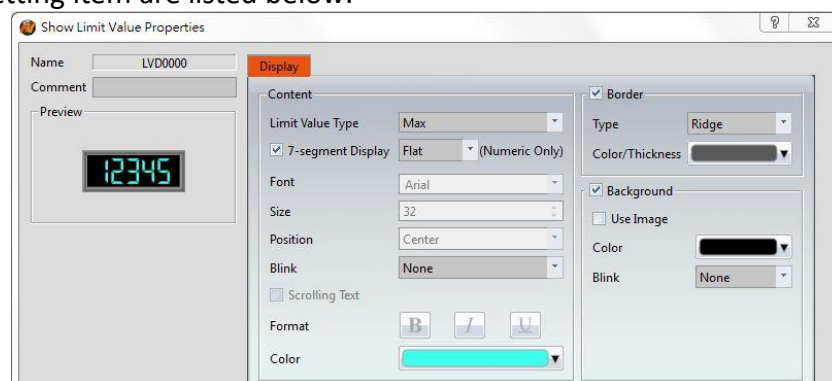 etting item are listed below:
Show Limit Value Properties
Name LVD0000
Comment
Preview
12345
Display
Content
Limit Value Type Max
7-segment Display Flat (Numeric Only)
Font Arial
Size 32
Position Center
Blink None
Scrolling Text
Format B I U
Color
Border
Type Ridge
Color/Thickness
Background
Use Image
Color
Blink None